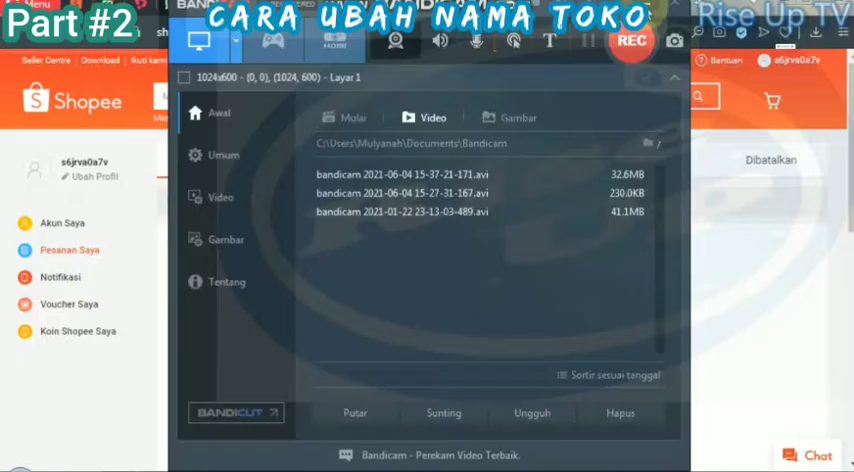 Part #2
CARA UBAH NAMA TOKO
Rise Up TV
Menu
REC
Seller Centre
Download
Ikuti kami
Bantuan
s6jrva0a7v
Shopee
1024x600 - (0, 0), (1024, 600) - Layar 1
Awal
Umum
Video
Gambar
Tentang
Mulai
Video
Gambar
C:\Users\Mulyanah\Documents\Bandicam
bandicam 2021-06-04 15-37-21-171.avi 32.6MB
bandicam 2021-06-04 15-27-31-167.avi 230.0KB
bandicam 2021-01-22 23-13-03-489.avi 41.1MB
Sortir sesuai tanggal
BANDICUT
Putar
Sunting
Ungguh
Hapus
Bandicam - Perekam Video Terbaik.
s6jrva0a7v
Ubah Profil
Akun Saya
Pesanan Saya
Notifikasi
Voucher Saya
Koin Shopee Saya
Dibatalkan
Chat